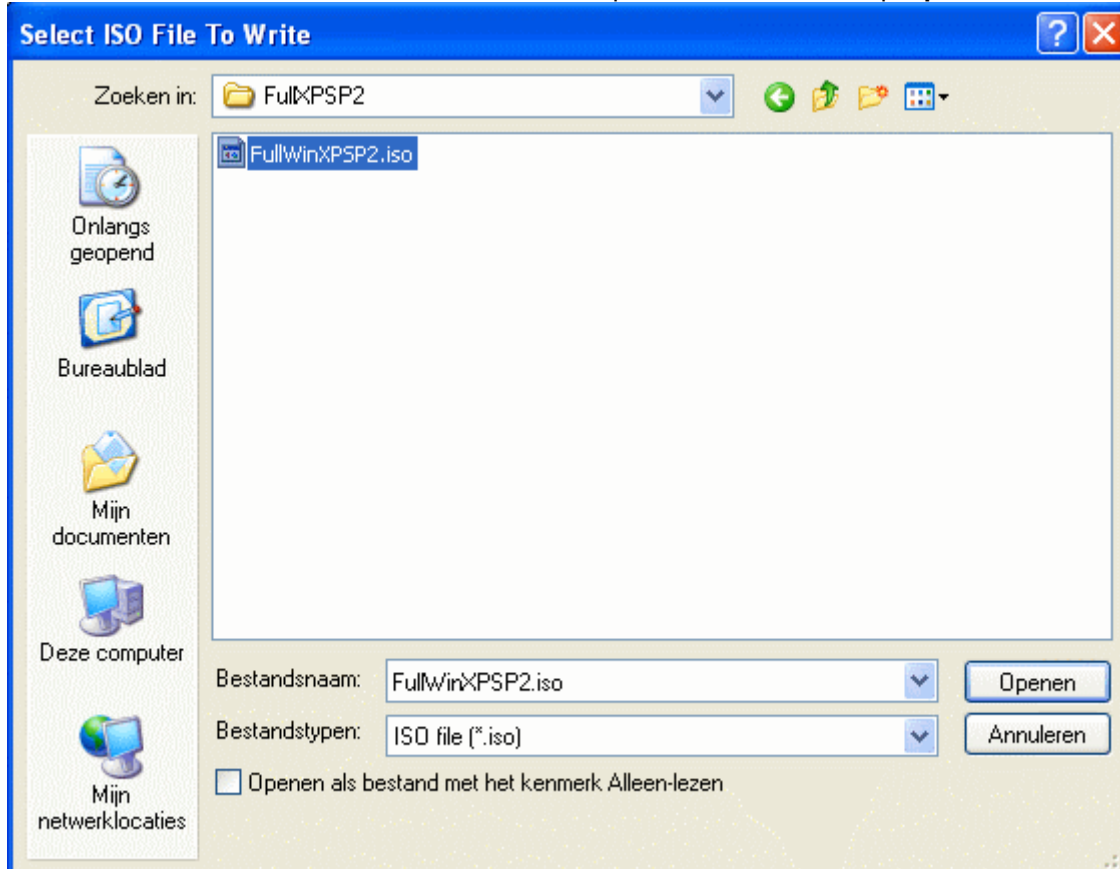 Select ISO File To Write
Zoeken in:
FullXPSP2
FullWinXPSP2.iso
Onlangs
geopend
Bureaublad
Mijn
documenten
Deze computer
Mijn
netwerklocaties
Bestandsnaam:
FullWinXPSP2.iso
Openen
Bestandstypen:
ISO file (*.iso)
Annuleren
Openen als bestand met het kenmerk Alleen-lezen